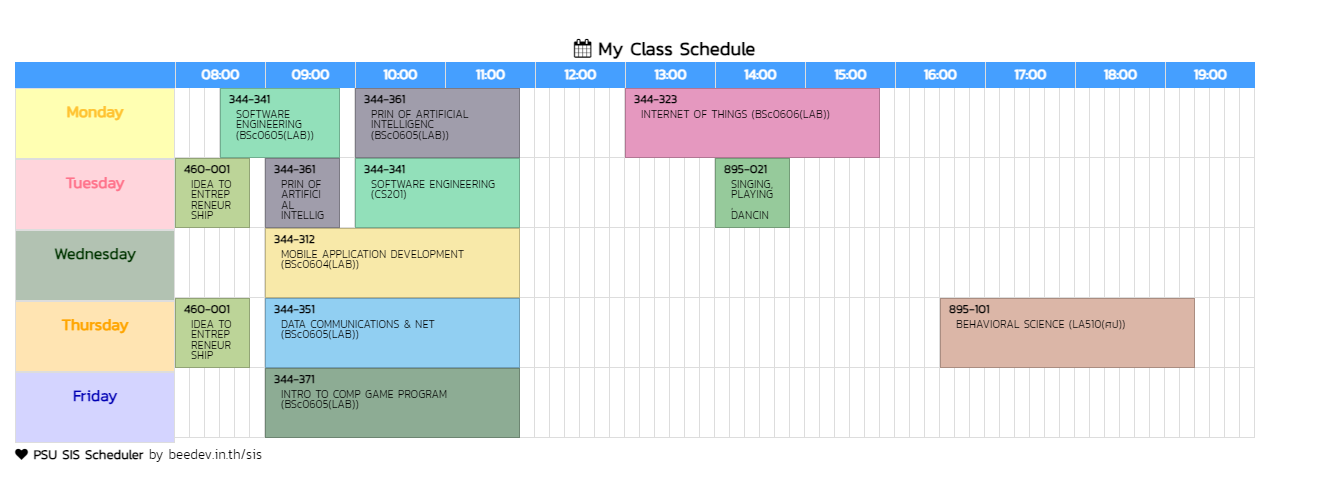 My Class Schedule
08:00 09:00 10:00 11:00 12:00 13:00 14:00 15:00 16:00 17:00 18:00 19:00
Monday
344-341
SOFTWARE
ENGINEERING
(BSc0605(LAB))
344-361
PRIN OF ARTIFICIAL
INTELLIGENC
(BSc0605(LAB))
344-323
INTERNET OF THINGS (BSc0606(LAB))
Tuesday
460-001
IDEA TO
ENTREP
RENEUR
SHIP
344-361
PRIN OF
ARTIFICI
AL
INTELLIG
344-341
SOFTWARE ENGINEERING
(CS201)
895-021
SINGING,
PLAYING
,
DANCIN
Wednesday
344-312
MOBILE APPLICATION DEVELOPMENT
(BSc0604(LAB))
Thursday
460-001
IDEA TO
ENTREP
RENEUR
SHIP
344-351
DATA COMMUNICATIONS & NET
(BSc0605(LAB))
895-101
BEHAVIORAL SCIENCE (LA510(ศป))
Friday
344-371
INTRO TO COMP GAME PROGRAM
(BSc0605(LAB))
PSU SIS Scheduler by beedev.in.th/sis